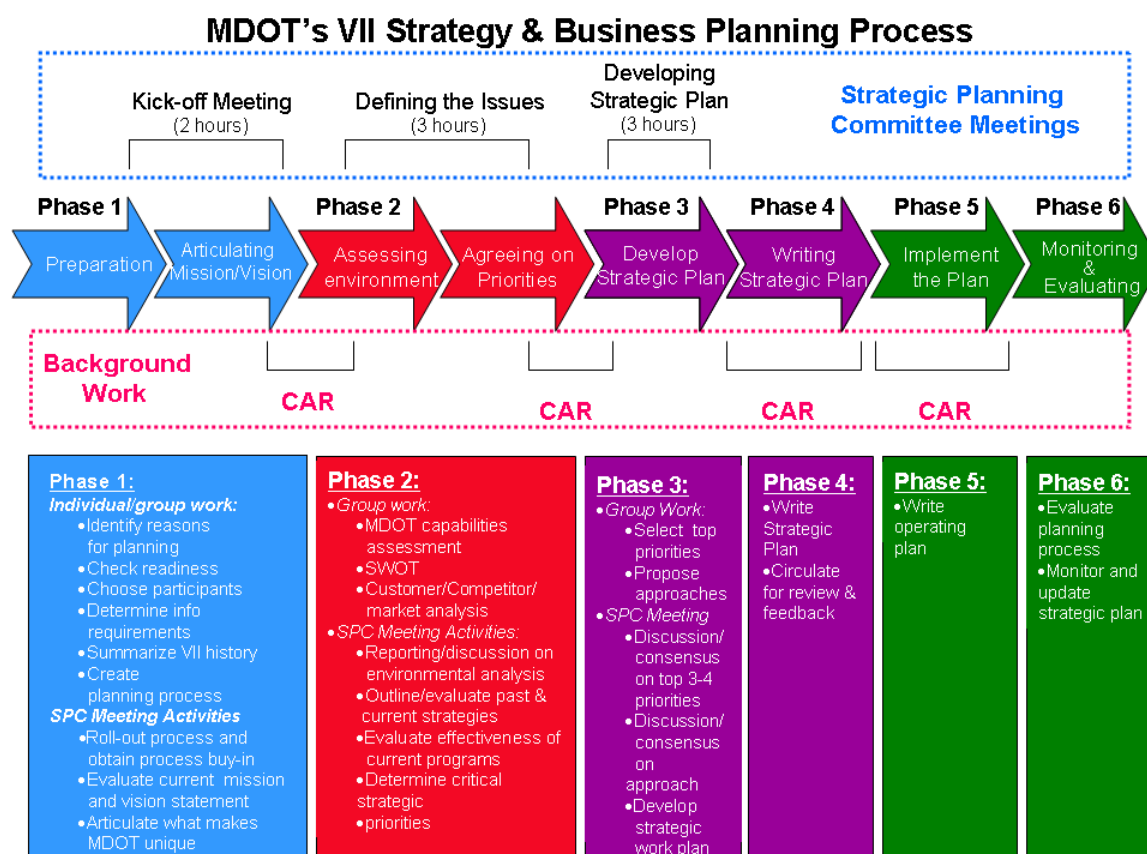 MDOT's VII Strategy & Business Planning Process
Kick-off Meeting
(2 hours)
Defining the Issues
(3 hours)
Developing
Strategic Plan
(3 hours)
Strategic Planning
Committee Meetings
Phase 1
Phase 2
Phase 3
Phase 4
Phase 5
Phase 6
Preparation
Articulating
Mission/Vision
Assessing
environment
Agreeing on
Priorities
Develop
Strategic Plan
Writing
Strategic Plan
Implement
the Plan
Monitoring
&
Evaluating
Background
Work
CAR
CAR
CAR
CAR
Phase 1:
Individual/group work:
•Identify reasons
for planning
•Check readiness
•Choose participants
•Determine info
requirements
•Summarize VII history
•Create
planning process
SPC Meeting Activities
•Roll-out process and
obtain process buy-in
•Evaluate current mission
and vision statement
•Articulate what makes
MDOT unique
Phase 2:
•Group work:
•MDOT capabilities
assessment
•SWOT
•Customer/Competitor/
market analysis
•SPC Meeting Activities:
•Reporting/discussion on
environmental analysis
•Outline/evaluate past &
current strategies
•Evaluate effectiveness of
current programs
•Determine critical
strategic
•priorities
Phase 3:
•Group Work:
•Select top
priorities
•Propose
approaches
•SPC Meeting
•Discussion/
consensus
on top 3-4
priorities
•Discussion/
consensus
on
approach
•Develop
strategic
work plan
Phase 4:
•Write
Strategic
Plan
•Circulate
for review &
feedback
Phase 5:
•Write
operating
plan
Phase 6:
•Evaluate
planning
process
•Monitor and
update
strategic plan